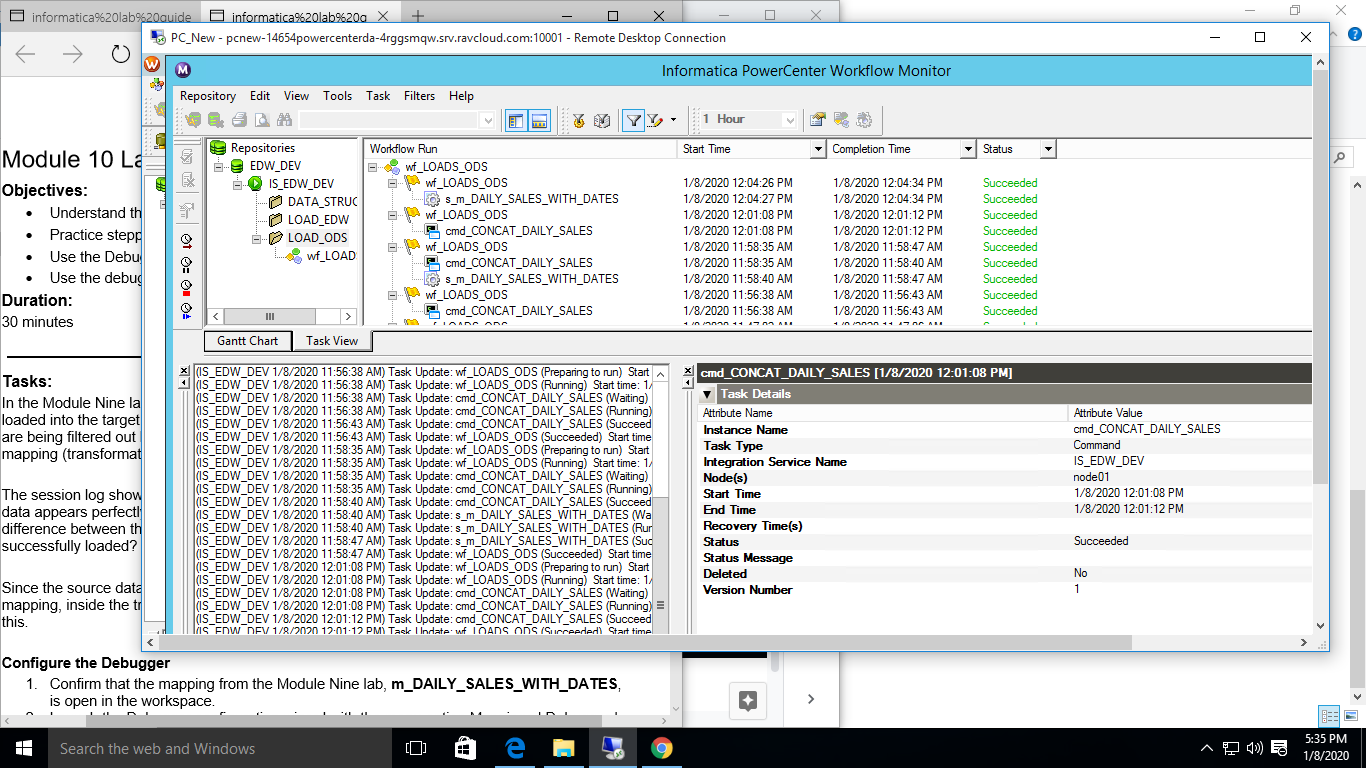 informatica%20lab%20guide
informatica%20lab%20g
PC_New - pcnew-14654powercenterda-4rggsmqw.srv.ravcloud.com:10001 - Remote Desktop Connection
Informatica PowerCenter Workflow Monitor
Repository Edit View Tools Task Filters Help
1 Hour
Repositories
EDW_DEV
IS_EDW_DEV
DATA_STRUC
LOAD_EDW
LOAD_ODS
wf_LOAD
Workflow Run Start Time Completion Time Status
wf_LOADS_ODS
wf_LOADS_ODS 1/8/2020 12:04:26 PM 1/8/2020 12:04:34 PM Succeeded
s_m_DAILY_SALES_WITH_DATES 1/8/2020 12:04:27 PM 1/8/2020 12:04:34 PM Succeeded
wf_LOADS_ODS 1/8/2020 12:01:08 PM 1/8/2020 12:01:12 PM Succeeded
cmd_CONCAT_DAILY_SALES 1/8/2020 12:01:08 PM 1/8/2020 12:01:12 PM Succeeded
wf_LOADS_ODS 1/8/2020 11:58:35 AM 1/8/2020 11:58:47 AM Succeeded
cmd_CONCAT_DAILY_SALES 1/8/2020 11:58:35 AM 1/8/2020 11:58:40 AM Succeeded
s_m_DAILY_SALES_WITH_DATES 1/8/2020 11:58:40 AM 1/8/2020 11:58:47 AM Succeeded
wf_LOADS_ODS 1/8/2020 11:56:38 AM 1/8/2020 11:56:43 AM Succeeded
cmd_CONCAT_DAILY_SALES 1/8/2020 11:56:38 AM 1/8/2020 11:56:43 AM Succeeded
Gantt Chart Task View
(IS_EDW_DEV 1/8/2020 11:56:38 AM) Task Update: wf_LOADS_ODS (Preparing to run) Start
(IS_EDW_DEV 1/8/2020 11:56:38 AM) Task Update: wf_LOADS_ODS (Running) Start time: 1/
(IS_EDW_DEV 1/8/2020 11:56:38 AM) Task Update: cmd_CONCAT_DAILY_SALES (Waiting)
(IS_EDW_DEV 1/8/2020 11:56:38 AM) Task Update: cmd_CONCAT_DAILY_SALES (Running)
(IS_EDW_DEV 1/8/2020 11:56:43 AM) Task Update: cmd_CONCAT_DAILY_SALES (Succeed
(IS_EDW_DEV 1/8/2020 11:56:43 AM) Task Update: wf_LOADS_ODS (Succeeded) Start time
(IS_EDW_DEV 1/8/2020 11:58:35 AM) Task Update: wf_LOADS_ODS (Preparing to run) Start
(IS_EDW_DEV 1/8/2020 11:58:35 AM) Task Update: wf_LOADS_ODS (Running) Start time: 1/
(IS_EDW_DEV 1/8/2020 11:58:35 AM) Task Update: cmd_CONCAT_DAILY_SALES (Waiting)
(IS_EDW_DEV 1/8/2020 11:58:35 AM) Task Update: cmd_CONCAT_DAILY_SALES (Running)
(IS_EDW_DEV 1/8/2020 11:58:40 AM) Task Update: cmd_CONCAT_DAILY_SALES (Succeed
(IS_EDW_DEV 1/8/2020 11:58:40 AM) Task Update: s_m_DAILY_SALES_WITH_DATES (Wa
(IS_EDW_DEV 1/8/2020 11:58:40 AM) Task Update: s_m_DAILY_SALES_WITH_DATES (Rur
(IS_EDW_DEV 1/8/2020 11:58:47 AM) Task Update: s_m_DAILY_SALES_WITH_DATES (Suc
(IS_EDW_DEV 1/8/2020 11:58:47 AM) Task Update: wf_LOADS_ODS (Succeeded) Start time
(IS_EDW_DEV 1/8/2020 12:01:08 PM) Task Update: wf_LOADS_ODS (Preparing to run) Start
(IS_EDW_DEV 1/8/2020 12:01:08 PM) Task Update: wf_LOADS_ODS (Running) Start time: 1/
(IS_EDW_DEV 1/8/2020 12:01:08 PM) Task Update: cmd_CONCAT_DAILY_SALES (Waiting)
(IS_EDW_DEV 1/8/2020 12:01:08 PM) Task Update: cmd_CONCAT_DAILY_SALES (Running)
(IS_EDW_DEV 1/8/2020 12:01:12 PM) Task Update: cmd_CONCAT_DAILY_SALES (Succeed
(IS_EDW_DEV 1/8/2020 12:01:12 PM) Task Update: wf_LOADS_ODS (Succeeded) Start time
cmd_CONCAT_DAILY_SALES [1/8/2020 12:01:08 PM]
Task Details
Attribute Name Attribute Value
Instance Name cmd_CONCAT_DAILY_SALES
Task Type Command
Integration Service Name IS_EDW_DEV
Node(s) node01
Start Time 1/8/2020 12:01:08 PM
End Time 1/8/2020 12:01:12 PM
Recovery Time(s)
Status Succeeded
Status Message
Deleted No
Version Number 1
Module 10 La
Objectives:
Understand th
Practice stepp
Use the Debug
Use the debug
Duration:
30 minutes
Tasks:
In the Module Nine la
loaded into the target
are being filtered out
mapping (transformat
The session log show
data appears perfectl
difference between th
successfully loaded?
Since the source data
mapping, inside the tr
this.
Configure the Debugger
1. Confirm that the mapping from the Module Nine lab, m_DAILY_SALES_WITH_DATES,
is open in the workspace.
Search the web and Windows
5:35 PM
1/8/2020